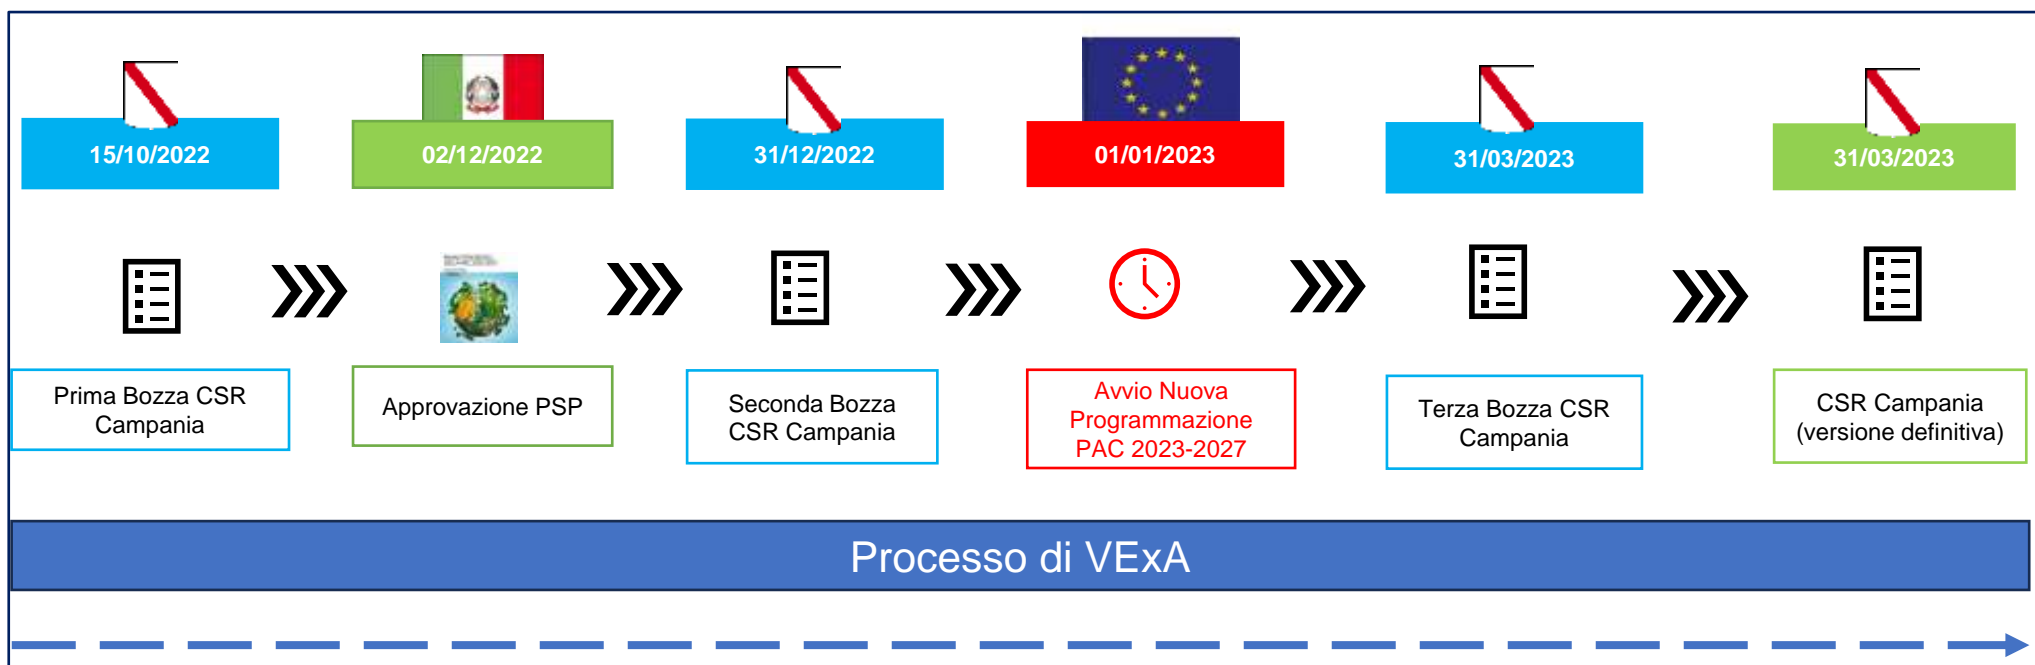 15/10/2022
02/12/2022
31/12/2022
01/01/2023
31/03/2023
31/03/2023
Prima Bozza CSR
Campania
Approvazione PSP
Seconda Bozza
CSR Campania
Avvio Nuova
Programmazione
PAC 2023-2027
Terza Bozza CSR
Campania
CSR Campania
(versione definitiva)
Processo di VExA